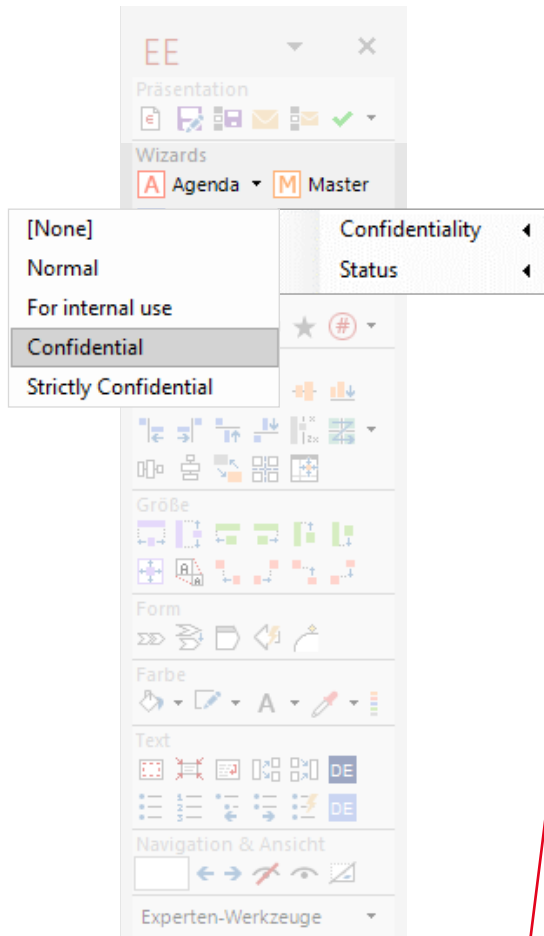 EE
Präsentation
Wizards
A Agenda M Master
[None]
Normal
For internal use
Confidential
Strictly Confidential
Confidentiality
Status
Größe
Form
Farbe
A
Text
DE
DE
Navigation & Ansicht
Experten-Werkzeuge